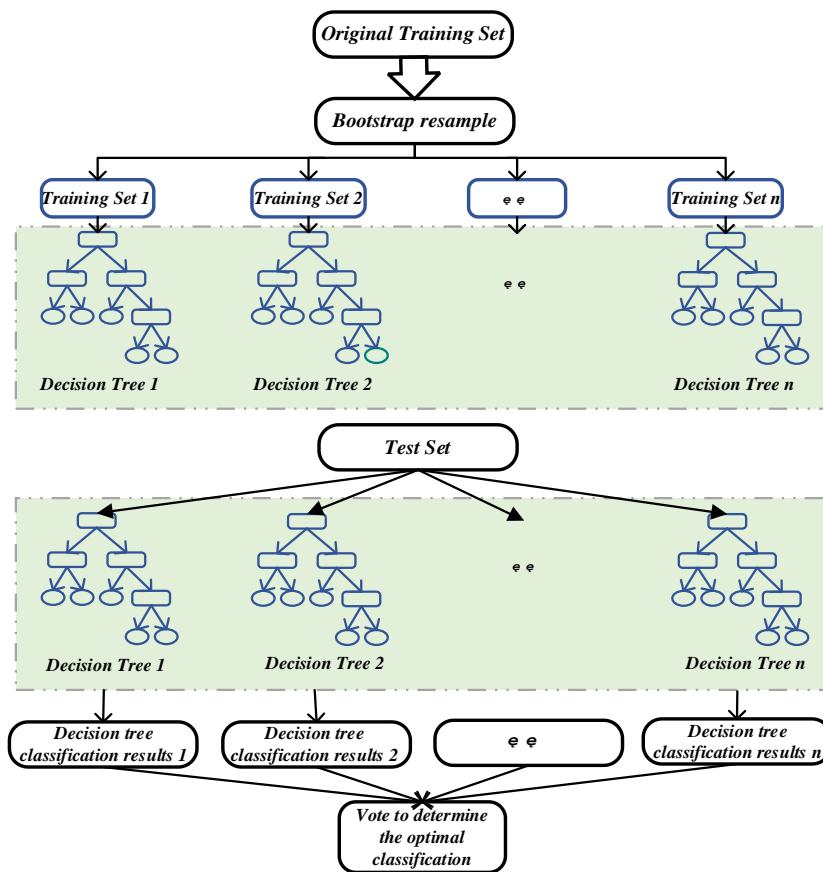 Original Training Set
Bootstrap resample
Training Set 1
Training Set 2
ҿ ҿ
Training Set n
ҿ ҿ
Decision Tree 1
Decision Tree 2
Decision Tree n
Test Set
ҿ ҿ
Decision Tree 1
Decision Tree 2
Decision Tree n
Decision tree
classification results 1
Decision tree
classification results 2
ҿ ҿ
Decision tree
classification results n
Vote to determine
the optimal
classification